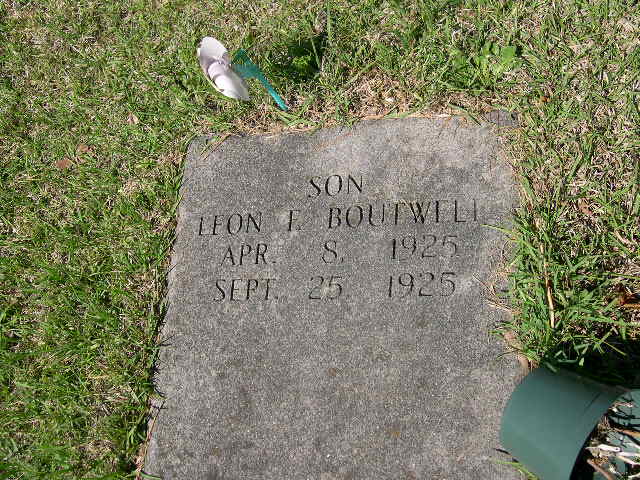 SON
LEON E. BOUTWELL
APR. 8, 1925
SEPT. 25 1925